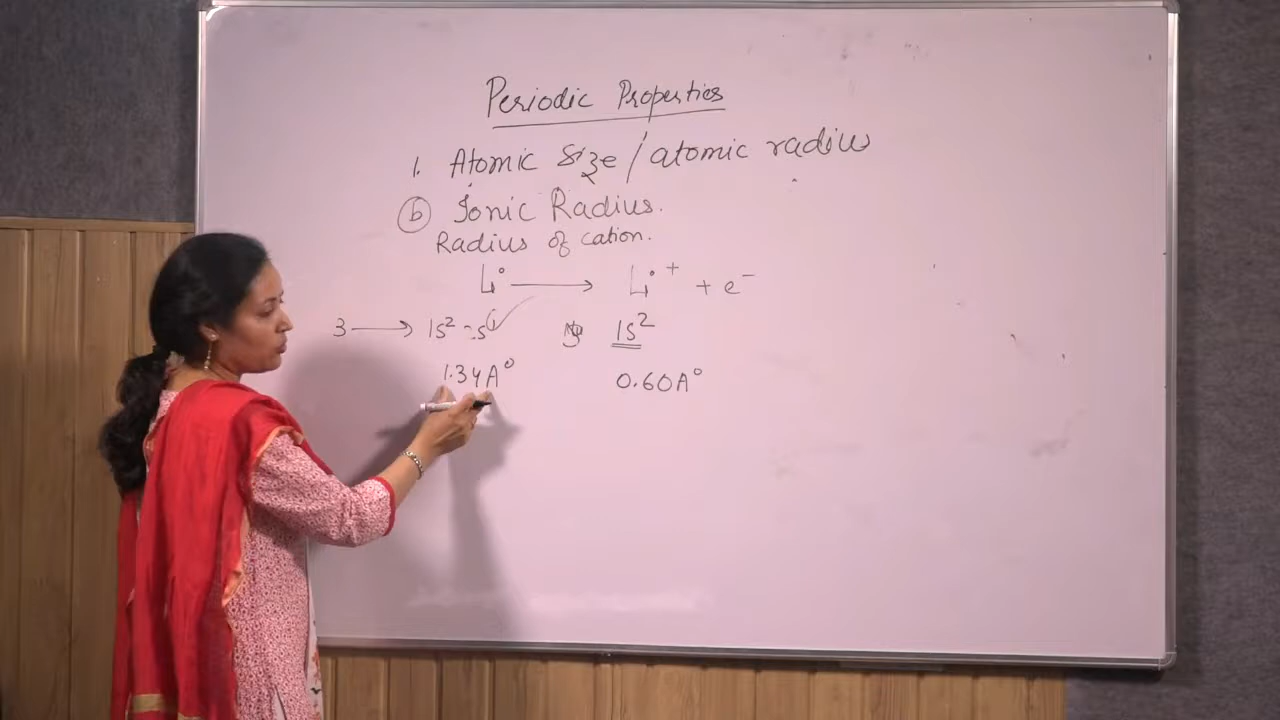 Periodic Properties
1. Atomic Size / atomic radius
(b) Ionic Radius.
Radius of cation.
Li ⟶ Li⁺ + e⁻
3 ⟶ 1s² 2s¹ 1s²
1.34A° 0.60A°